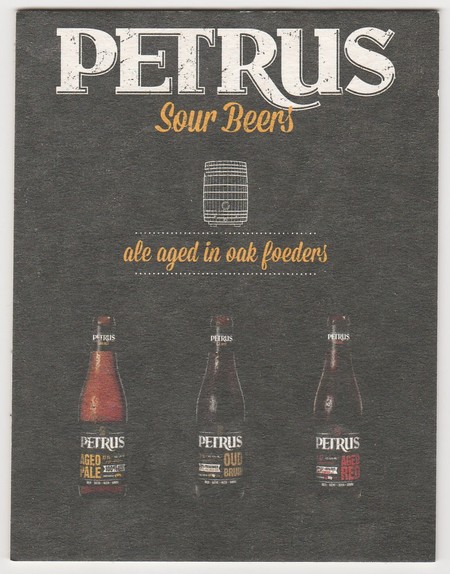 PETRUS
Sour Beers
ale aged in oak foeders
PETRUS
PETRUS
PETRUS
PETRUS
AGED
PALE
PETRUS
OUD
BRUIN
PETRUS
AGED
RED